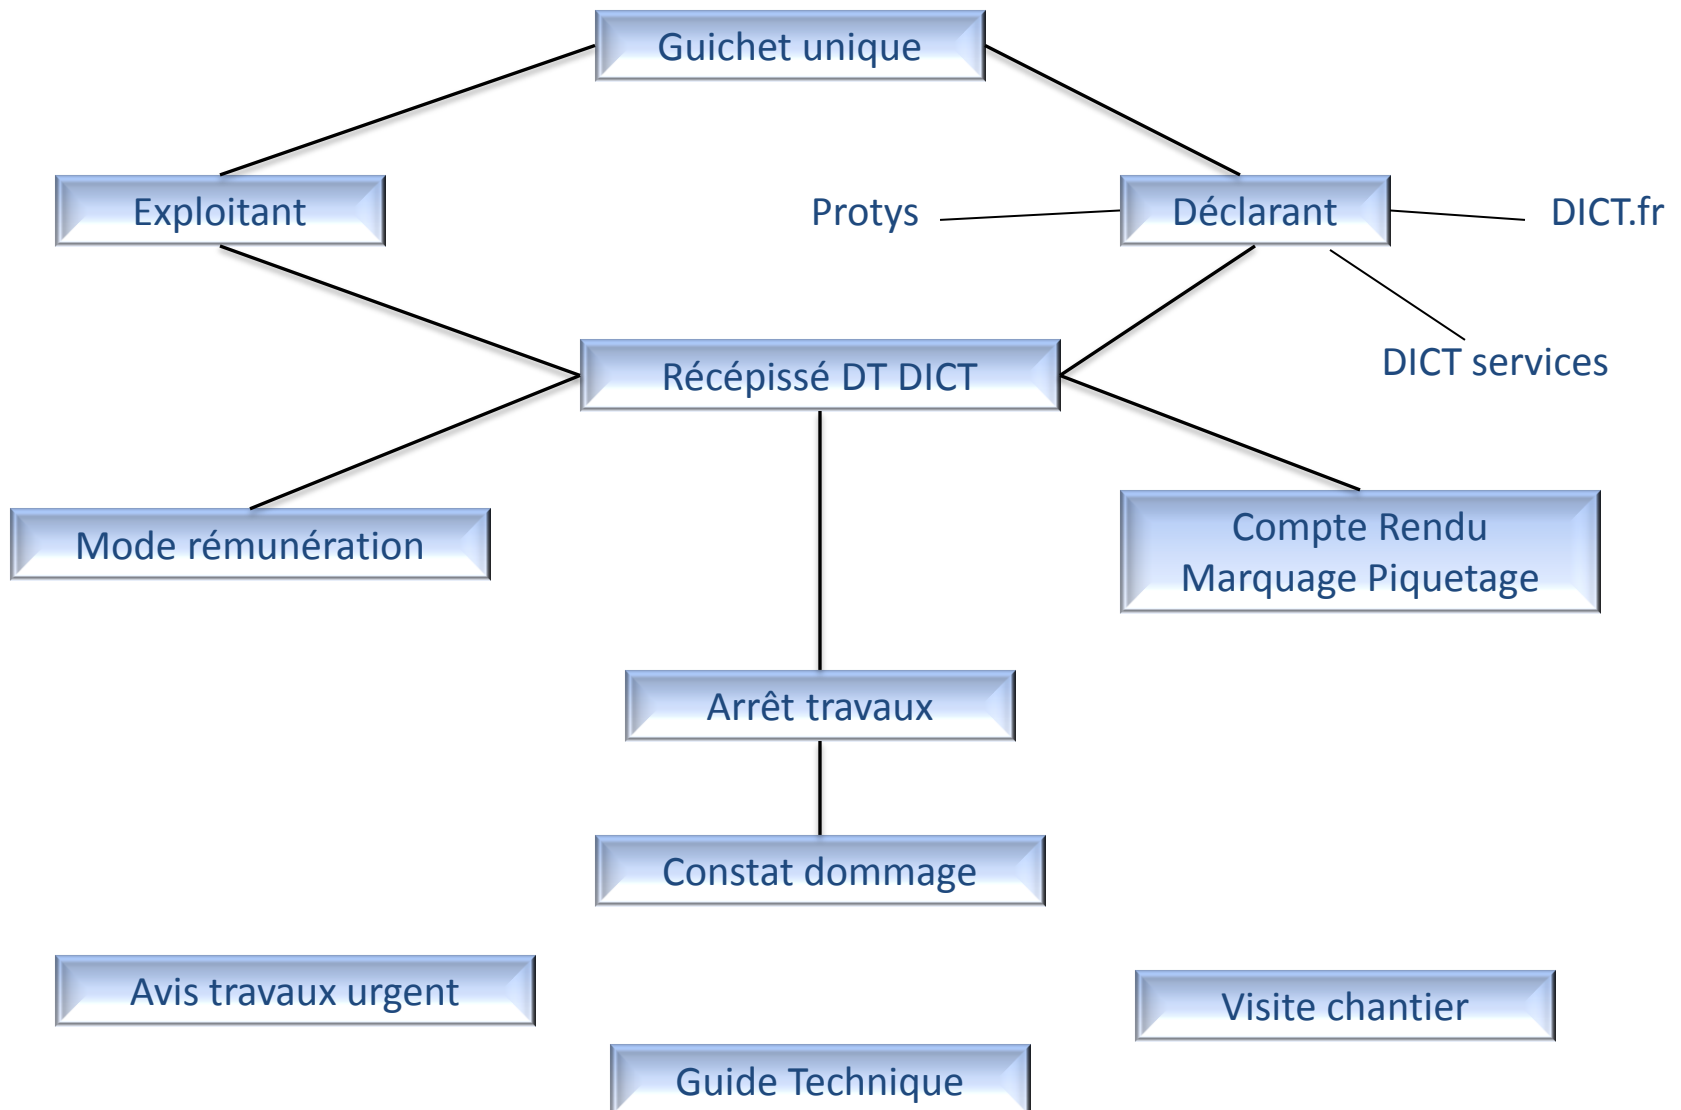 Guichet unique
Exploitant
Protys
Déclarant
DICT.fr
Récépissé DT DICT
DICT services
Mode rémunération
Compte Rendu
Marquage Piquetage
Arrêt travaux
Constat dommage
Avis travaux urgent
Visite chantier
Guide Technique